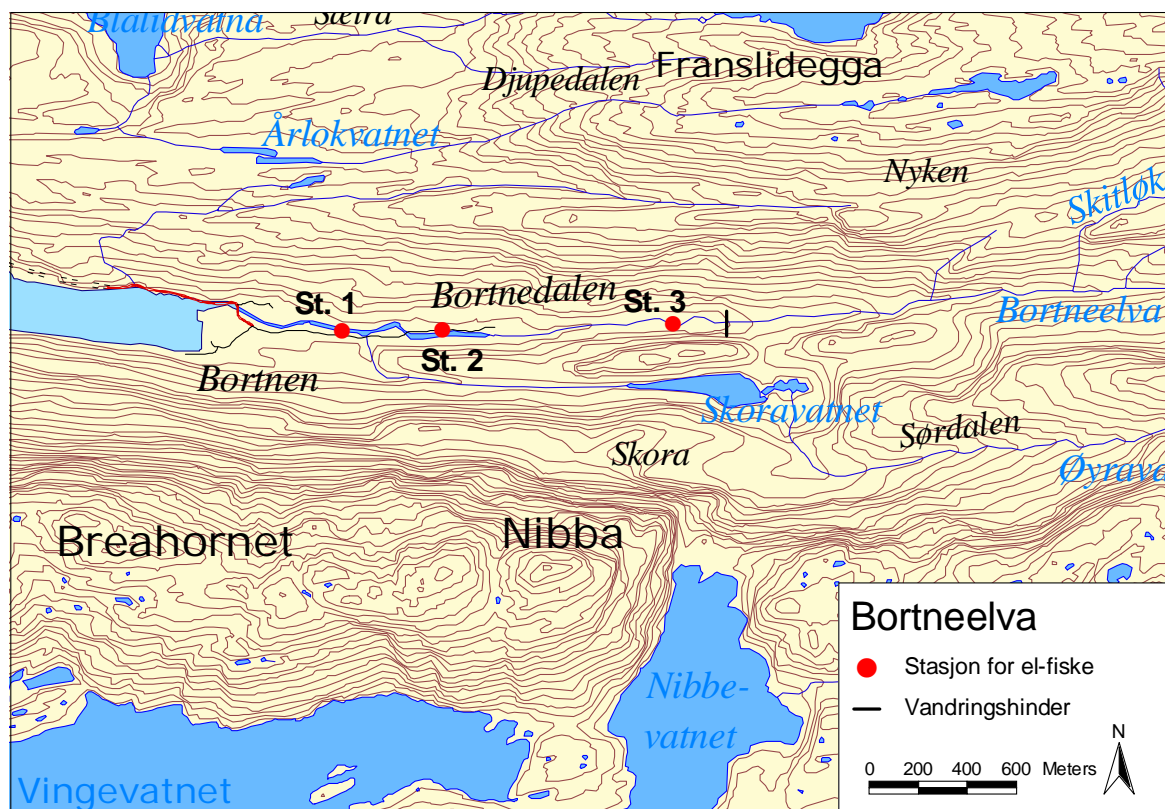 Blålidvatna
Sætra
Djupedalen
Franslidegga
Årlokvatnet
Nyken
Skitløk
St. 1
Bortnedalen
St. 3
Bortneelva
St. 2
Bortnen
Skoravatnet
Sørdalen
Skora
Øyrava
Breahornet
Nibba
Nibbe-
vatnet
Vingevatnet
Bortneelva
Stasjon for el-fiske
Vandringshinder
N
0 200 400 600 Meters